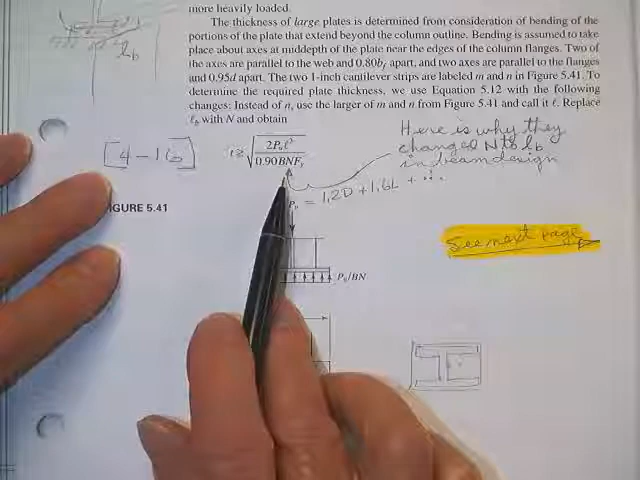 more heavily loaded.
The thickness of large plates is determined from consideration of bending of the
portions of the plate that extend beyond the column outline. Bending is assumed to take
place about axes at middepth of the plate near the edges of the column flanges. Two of
the axes are parallel to the web and 0.80bf apart, and two axes are parallel to the flanges
and 0.95d apart. The two 1-inch cantilever strips are labeled m and n in Figure 5.41. To
determine the required plate thickness, we use Equation 5.12 with the following
changes: Instead of n, use the larger of m and n from Figure 5.41 and call it ℓ. Replace
ℓb with N and obtain
ℓb
[4-16]
t ≥ √(2Puℓ²/0.90BNFy)
Here is why they
changed N to ℓb
in beam design
Pu = 1.2D + 1.6L + ...
IGURE 5.41
See next page
Pu/BN